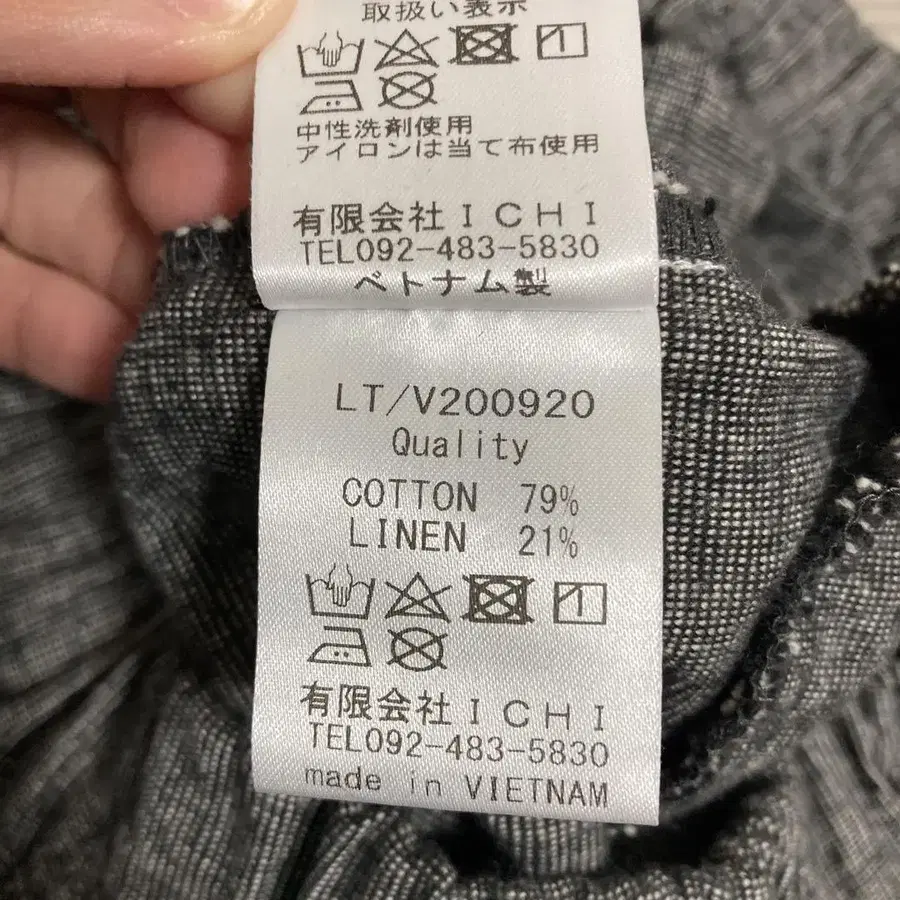 取扱い表示
中性洗剤使用
アイロンは当て布使用
有限会社ICHI
TEL092-483-5830
ベトナム製
LT/V200920
Quality
COTTON 79%
LINEN 21%
有限会社ICHI
TEL092-483-5830
made in VIETNAM